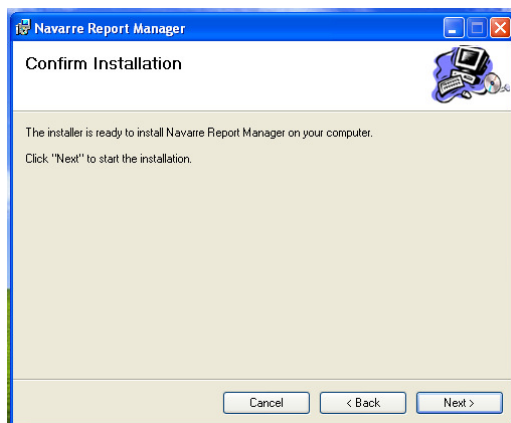 Navarre Report Manager
Confirm Installation
The installer is ready to install Navarre Report Manager on your computer.
Click "Next" to start the installation.
Cancel
< Back
Next >